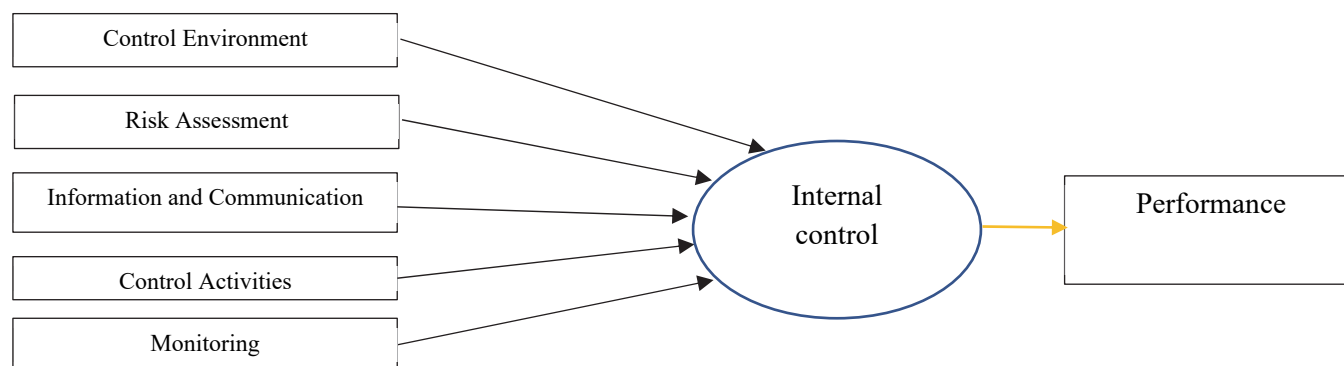 Control Environment
Risk Assessment
Information and Communication
Control Activities
Monitoring
Internal
control
Performance